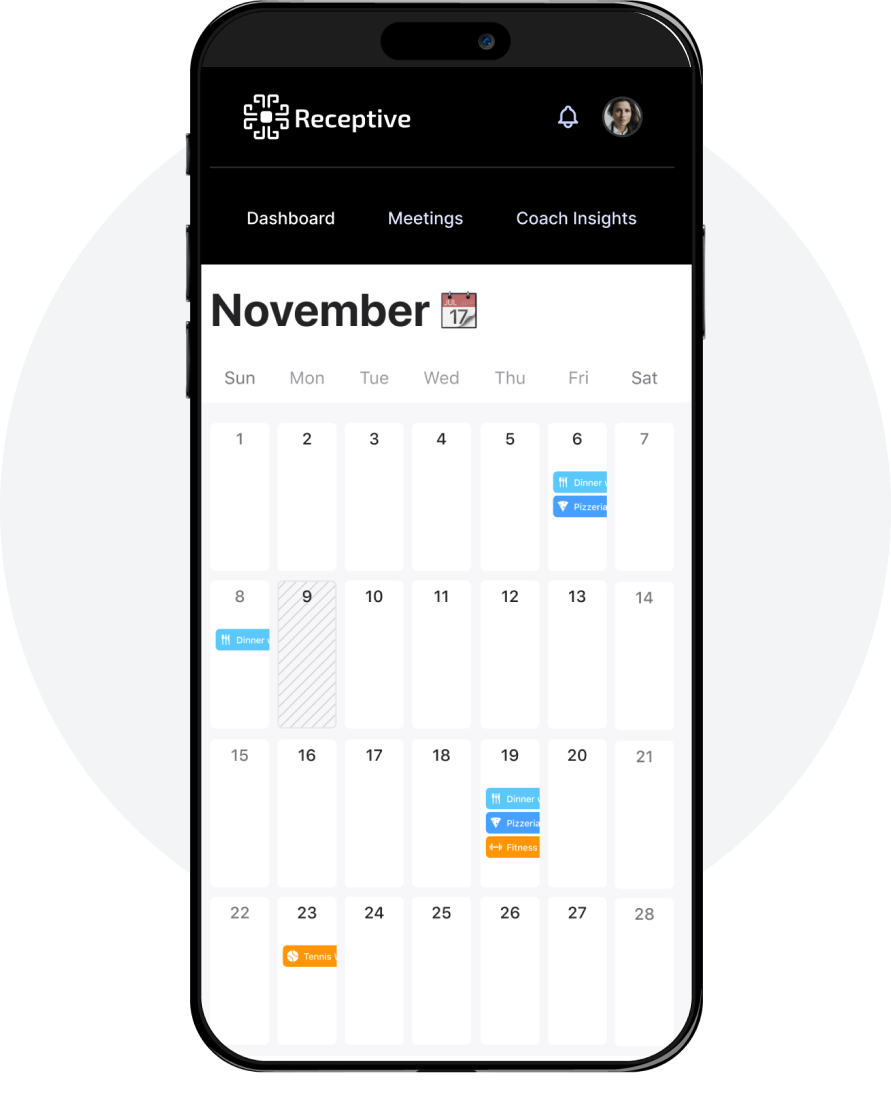 Receptive
Dashboard Meetings Coach Insights
November
JUL
17
Sun Mon Tue Wed Thu Fri Sat
1 2 3 4 5 6 7
Dinner
Pizzeria
8 9 10 11 12 13 14
Dinner
15 16 17 18 19 20 21
Dinner
Pizzeria
Fitness
22 23 24 25 26 27 28
Tennis